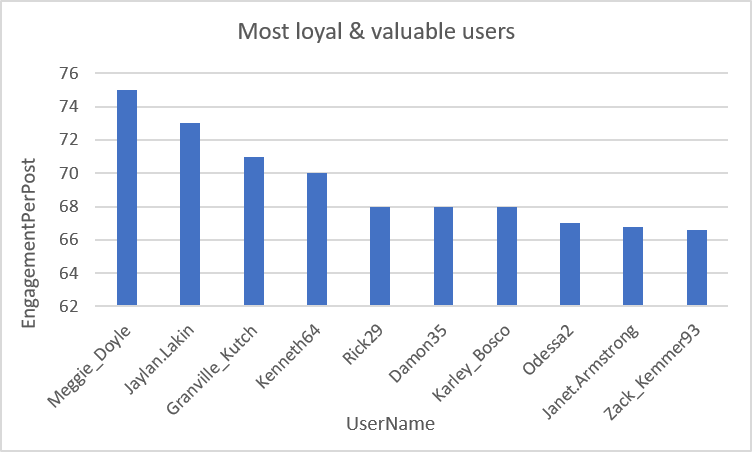 Most loyal & valuable users
EngagementPerPost
76
74
72
70
68
66
64
62
Meggie_Doyle
Jaylan.Lakin
Granville_Kutch
Kenneth64
Rick29
Damon35
Karley_Bosco
Odessa2
Janet.Armstrong
Zack_Kemmer93
UserName